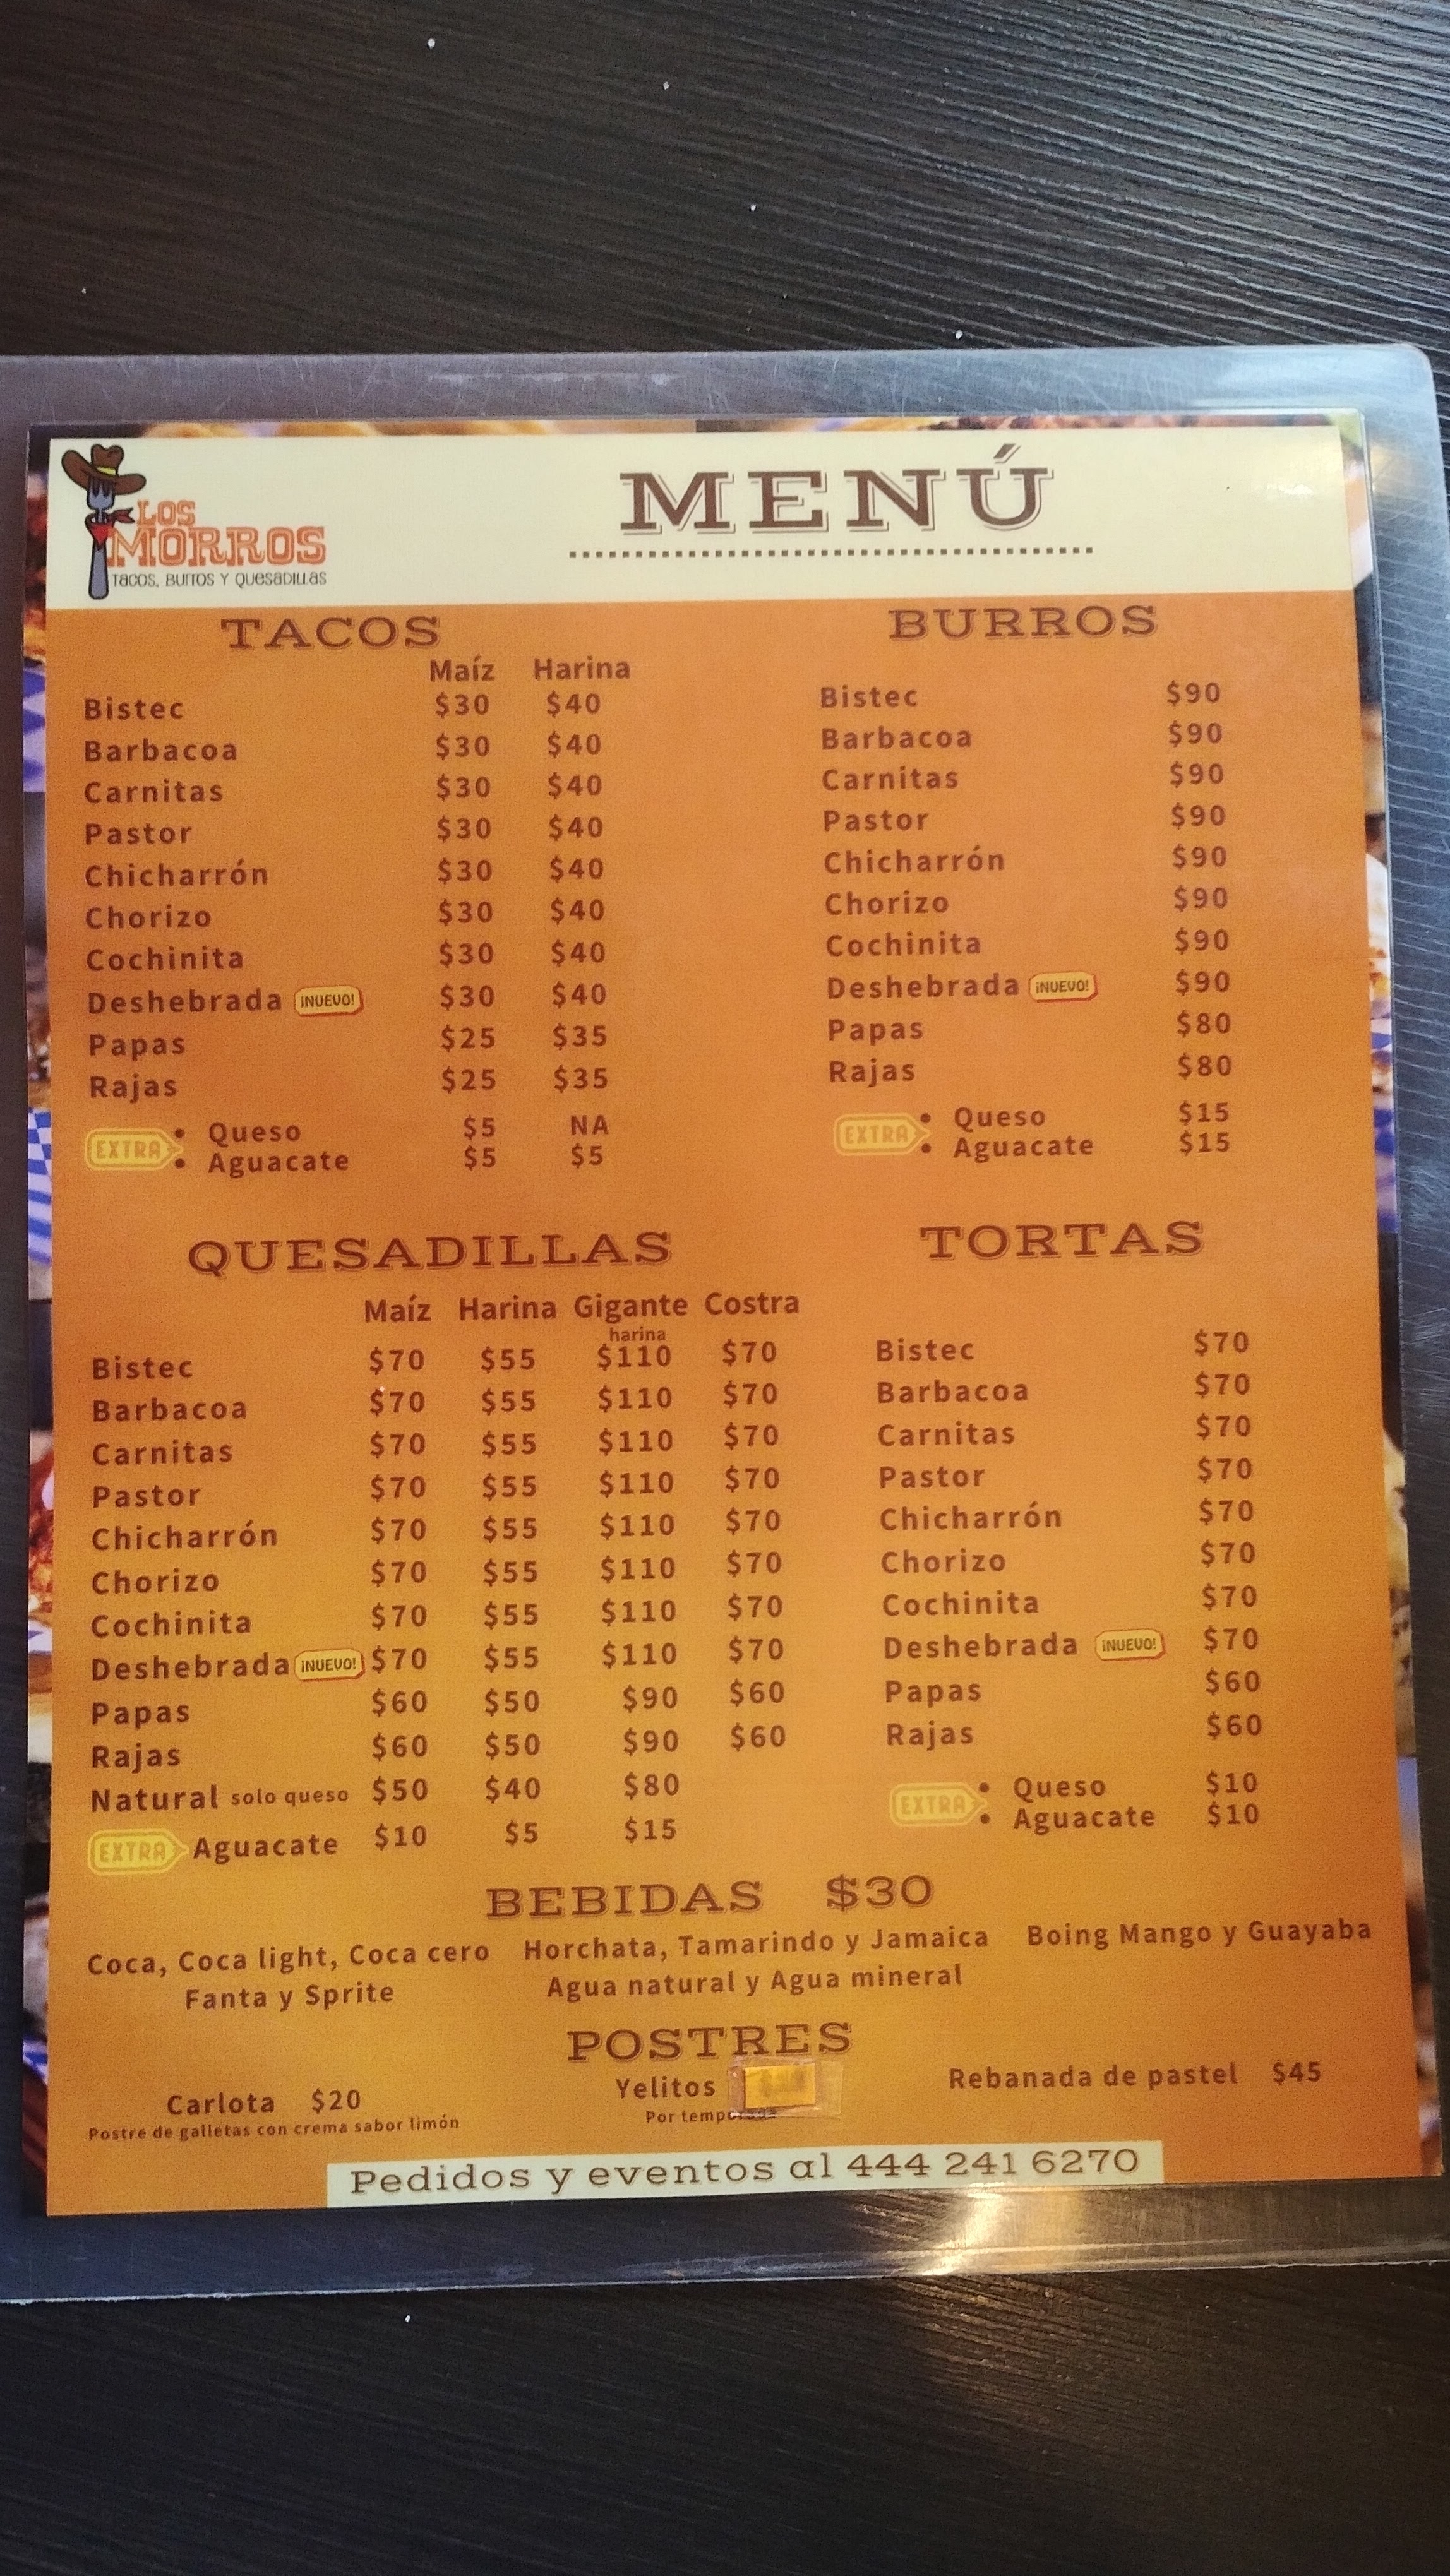 LOS
MORROS
Tacos, Burros y Quesadillas
MENÚ
TACOS
Maíz Harina
Bistec $30 $40
Barbacoa $30 $40
Carnitas $30 $40
Pastor $30 $40
Chicharrón $30 $40
Chorizo $30 $40
Cochinita $30 $40
Deshebrada ¡NUEVO! $30 $40
Papas $25 $35
Rajas $25 $35
EXTRA
• Queso $5 NA
• Aguacate $5 $5
BURROS
Bistec $90
Barbacoa $90
Carnitas $90
Pastor $90
Chicharrón $90
Chorizo $90
Cochinita $90
Deshebrada ¡NUEVO! $90
Papas $80
Rajas $80
EXTRA
• Queso $15
• Aguacate $15
QUESADILLAS
Maíz Harina Gigante Costra
harina
Bistec $70 $55 $110 $70
Barbacoa $70 $55 $110 $70
Carnitas $70 $55 $110 $70
Pastor $70 $55 $110 $70
Chicharrón $70 $55 $110 $70
Chorizo $70 $55 $110 $70
Cochinita $70 $55 $110 $70
Deshebrada ¡NUEVO! $70 $55 $110 $70
Papas $60 $50 $90 $60
Rajas $60 $50 $90 $60
Natural solo queso $50 $40 $80
EXTRA Aguacate $10 $5 $15
TORTAS
Bistec $70
Barbacoa $70
Carnitas $70
Pastor $70
Chicharrón $70
Chorizo $70
Cochinita $70
Deshebrada ¡NUEVO! $70
Papas $60
Rajas $60
EXTRA
• Queso $10
• Aguacate $10
BEBIDAS $30
Coca, Coca light, Coca cero
Fanta y Sprite
Horchata, Tamarindo y Jamaica
Agua natural y Agua mineral
Boing Mango y Guayaba
POSTRES
Carlota $20
Postre de galletas con crema sabor limón
Yelitos
Por
Rebanada de pastel $45
Pedidos y eventos al 444 241 6270